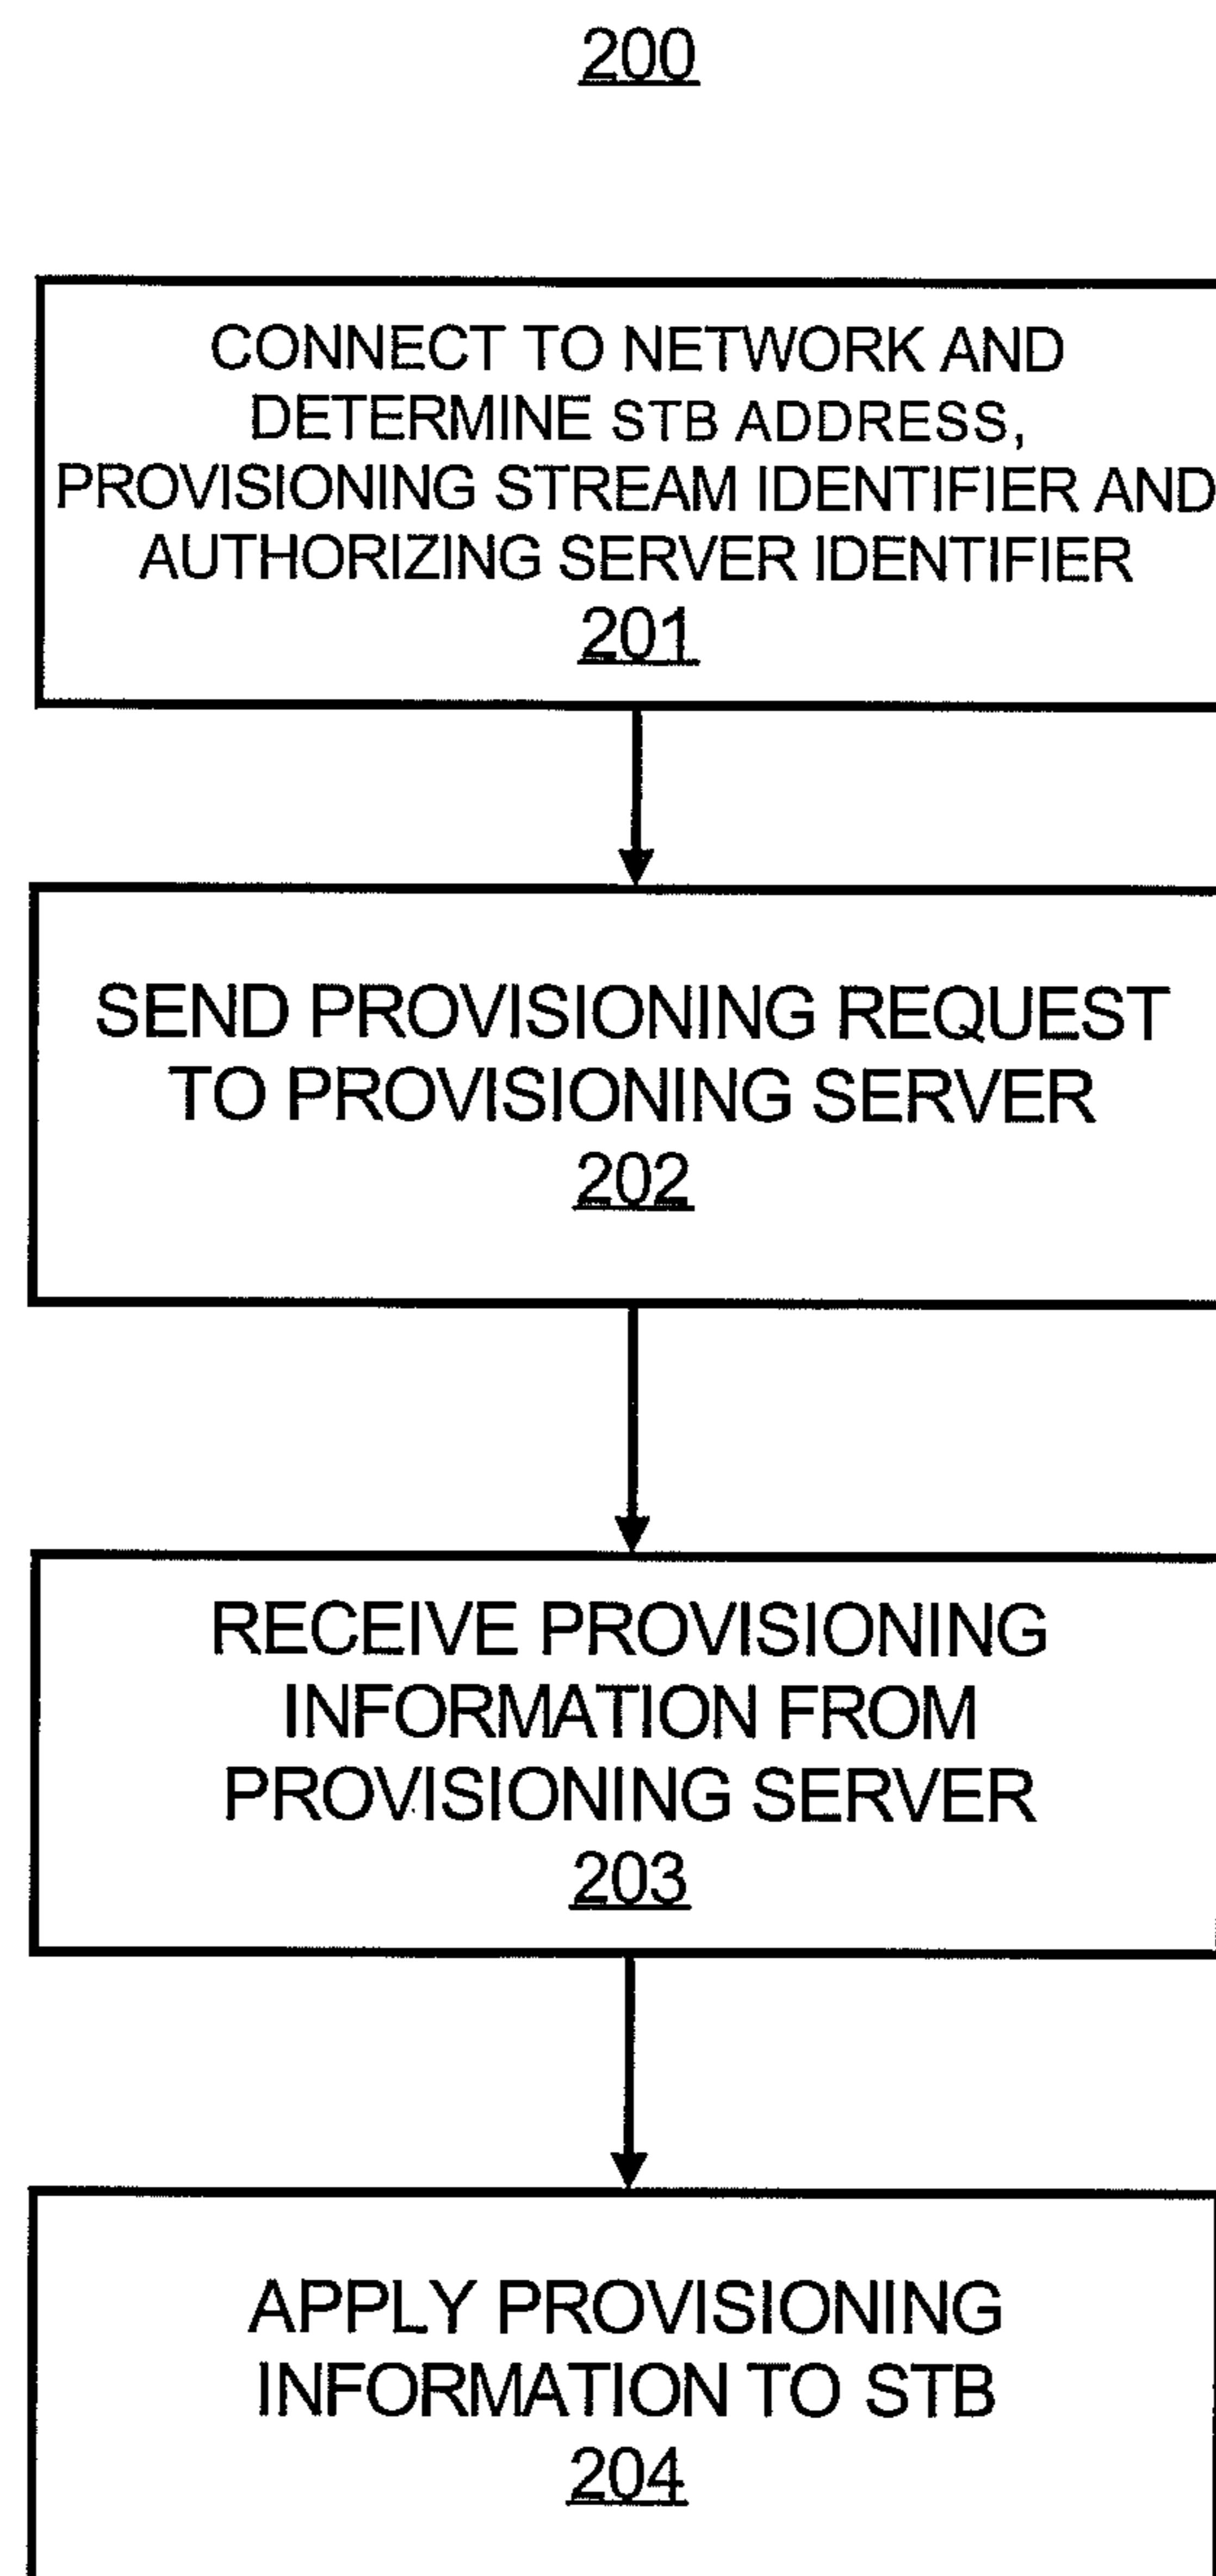 200
CONNECT TO NETWORK AND
DETERMINE STB ADDRESS,
PROVISIONING STREAM IDENTIFIER AND
AUTHORIZING SERVER IDENTIFIER
201
SEND PROVISIONING REQUEST
TO PROVISIONING SERVER
202
RECEIVE PROVISIONING
INFORMATION FROM
PROVISIONING SERVER
203
APPLY PROVISIONING
INFORMATION TO STB
204